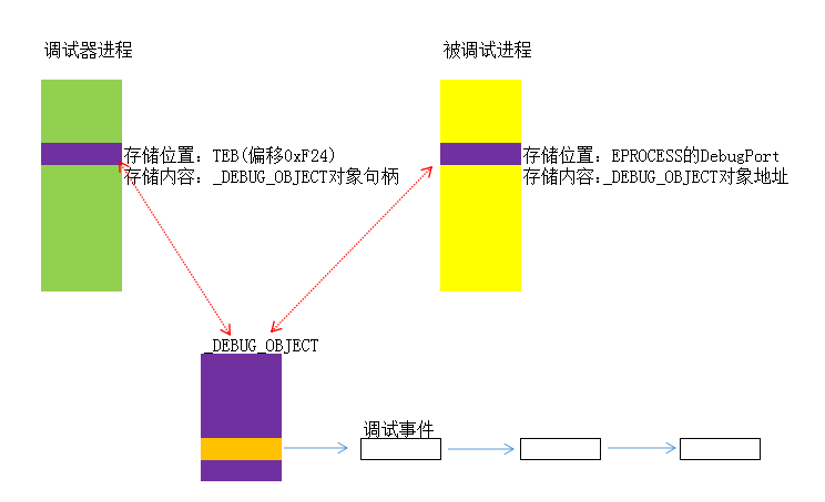 调试器进程
被调试进程
存储位置：TEB(偏移0xF24)
存储内容：_DEBUG_OBJECT对象句柄
存储位置：EPROCESS的DebugPort
存储内容：_DEBUG_OBJECT对象地址
_DEBUG_OBJECT
调试事件